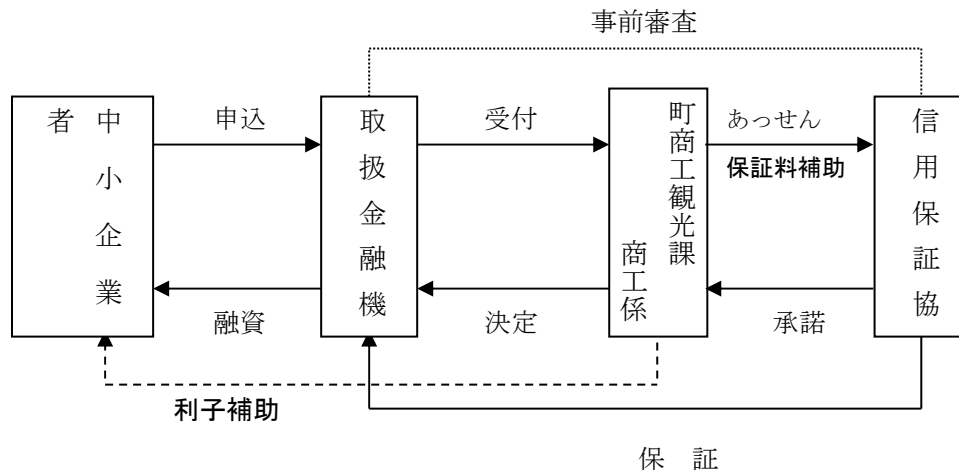 事前審査
中小企業
者
申込
取扱金融機
受付
町商工観光課
商工係
あっせん
保証料補助
信用保証協
融資
決定
承諾
利子補助
保 証